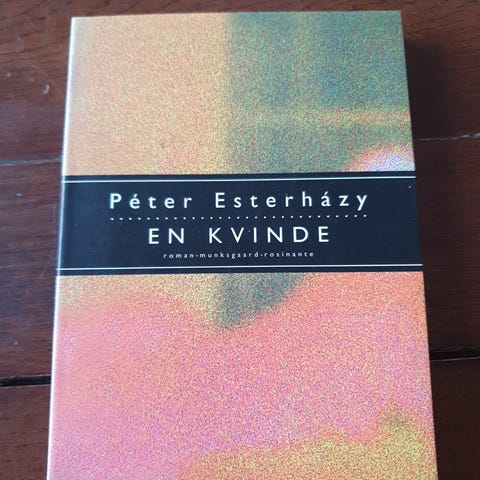 Péter Esterházy
EN KVINDE
roman·munksgaard·rosinante